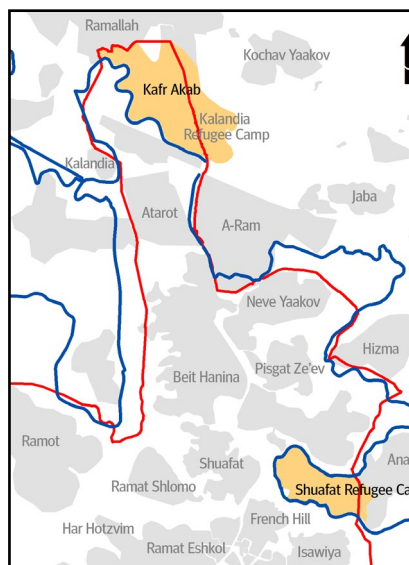 Ramallah
Kochav Yaakov
Kafr Akab
Kalandia
Refugee Camp
Kalandia
Jaba
Atarot
A-Ram
Neve Yaakov
Hizma
Beit Hanina
Pisgat Ze'ev
Ramot
Shuafat
Ana
Ramat Shlomo
Shuafat Refugee Ca
French Hill
Har Hotzvim
Ramat Eshkol
Isawiya